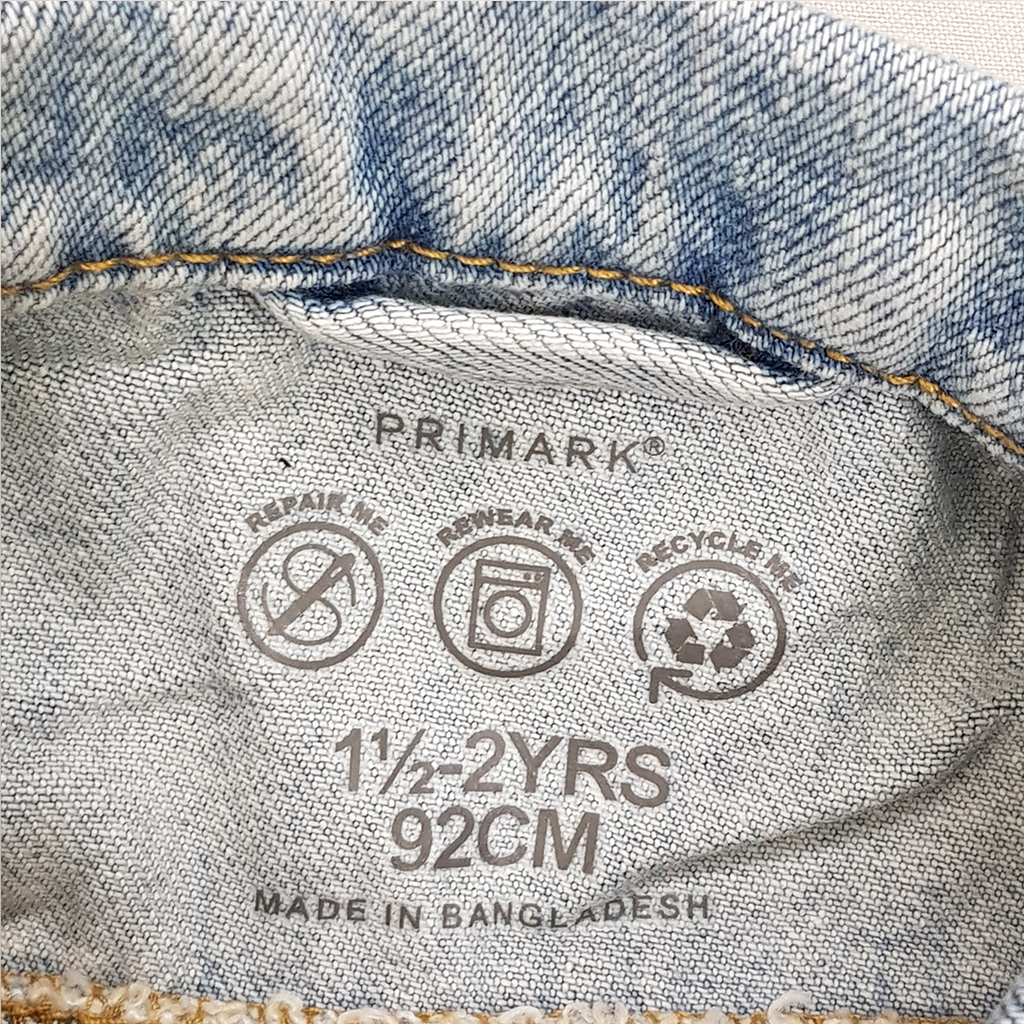 PRIMARK®
REPAIR ME REWEAR ME RECYCLE ME
1½-2YRS
92CM
MADE IN BANGLADESH